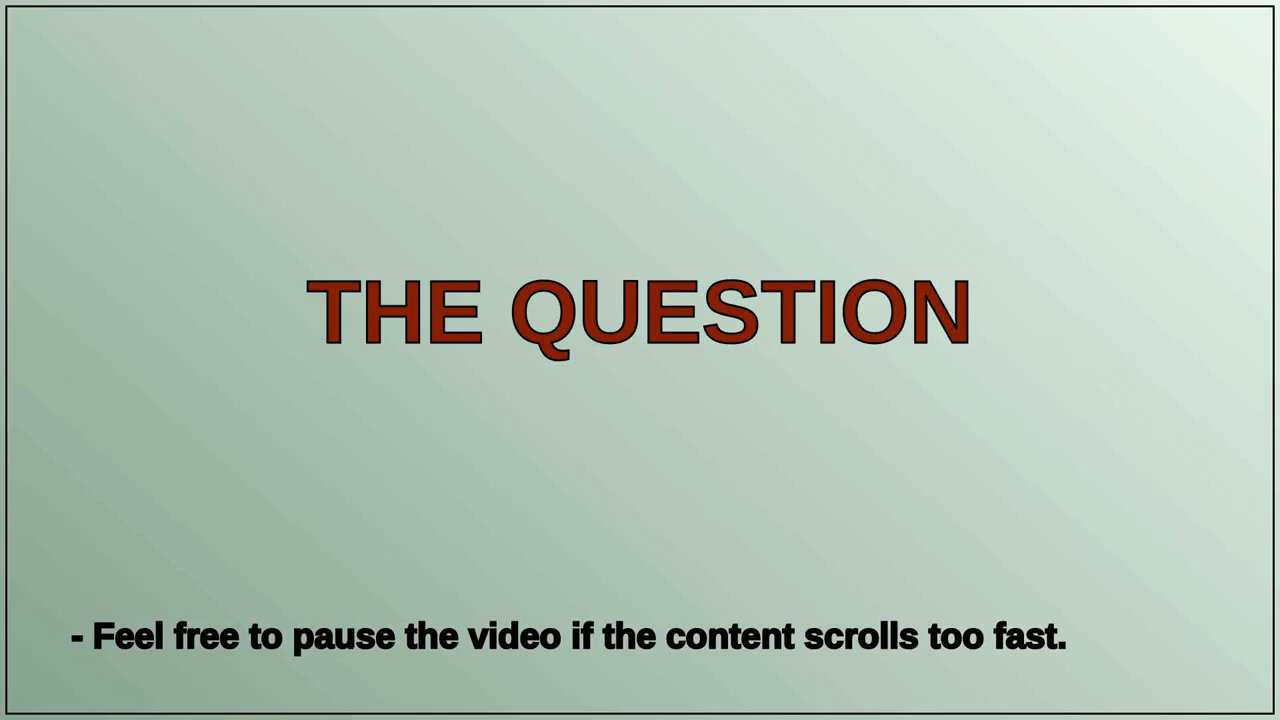 THE QUESTION
- Feel free to pause the video if the content scrolls too fast.